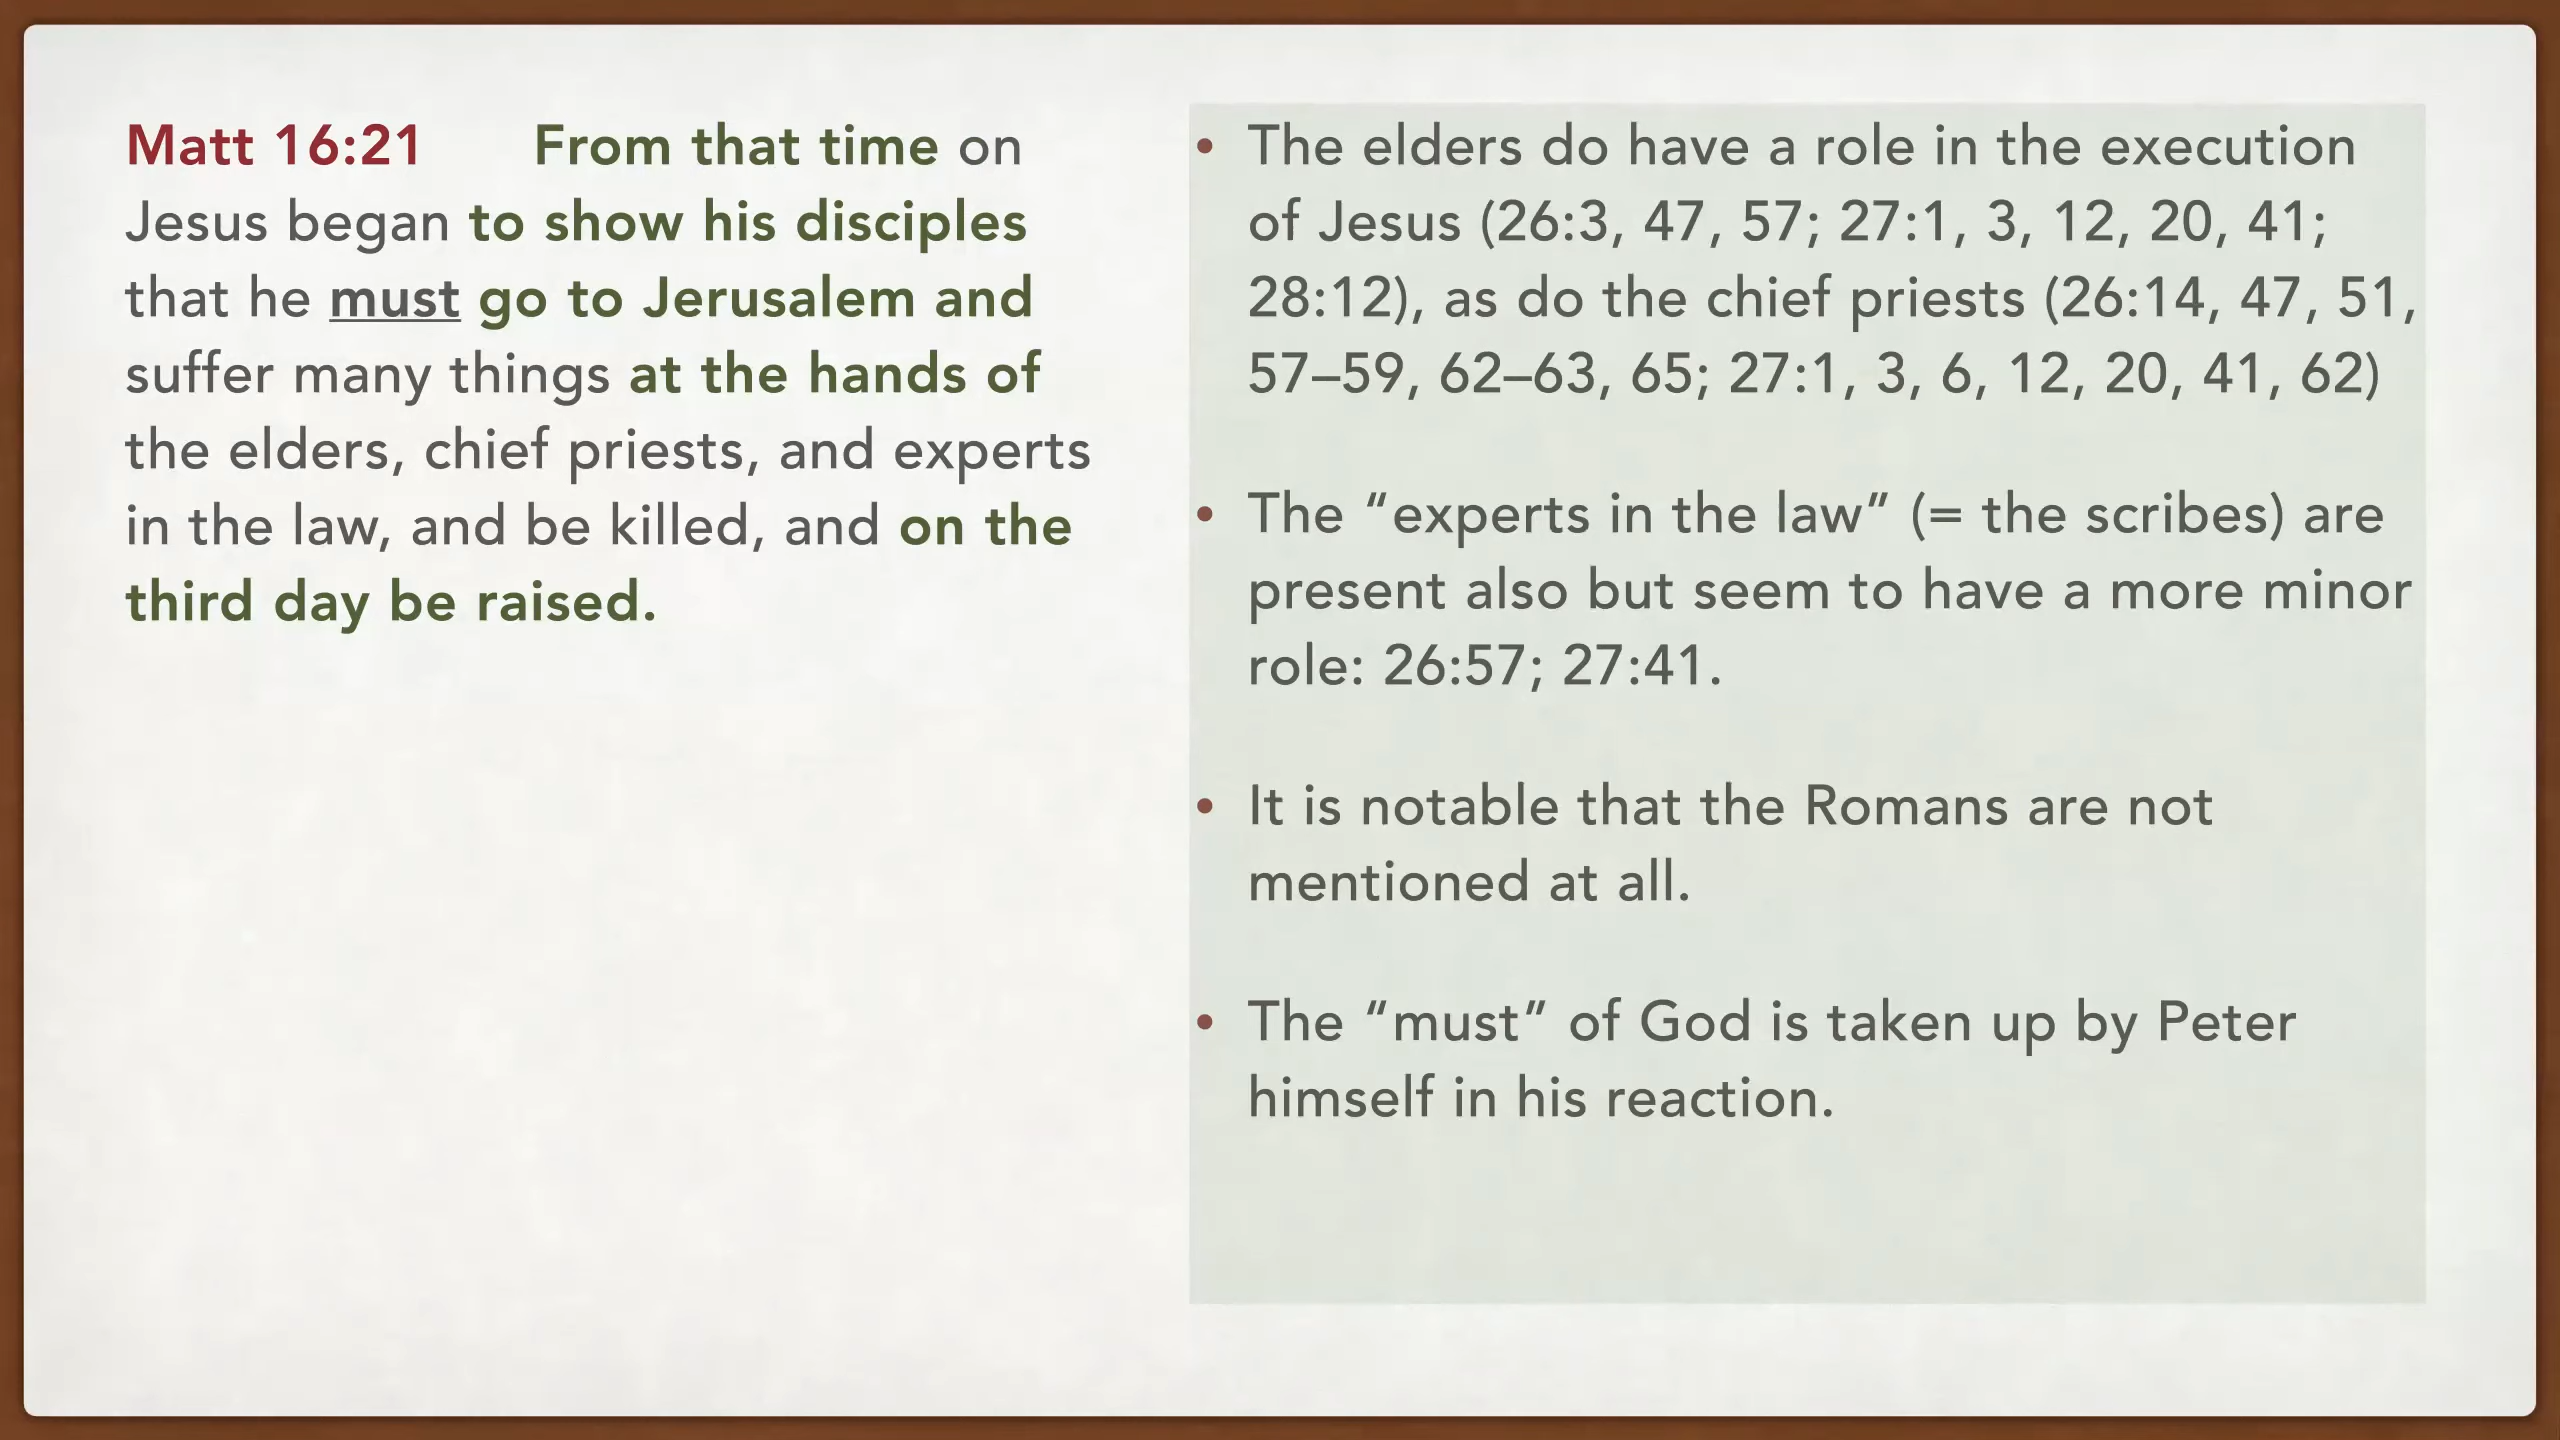 Matt 16:21 From that time on
Jesus began to show his disciples
that he must go to Jerusalem and
suffer many things at the hands of
the elders, chief priests, and experts
in the law, and be killed, and on the
third day be raised.
• The elders do have a role in the execution
of Jesus (26:3, 47, 57; 27:1, 3, 12, 20, 41;
28:12), as do the chief priests (26:14, 47, 51,
57–59, 62–63, 65; 27:1, 3, 6, 12, 20, 41, 62)
• The “experts in the law” (= the scribes) are
present also but seem to have a more minor
role: 26:57; 27:41.
• It is notable that the Romans are not
mentioned at all.
• The “must” of God is taken up by Peter
himself in his reaction.